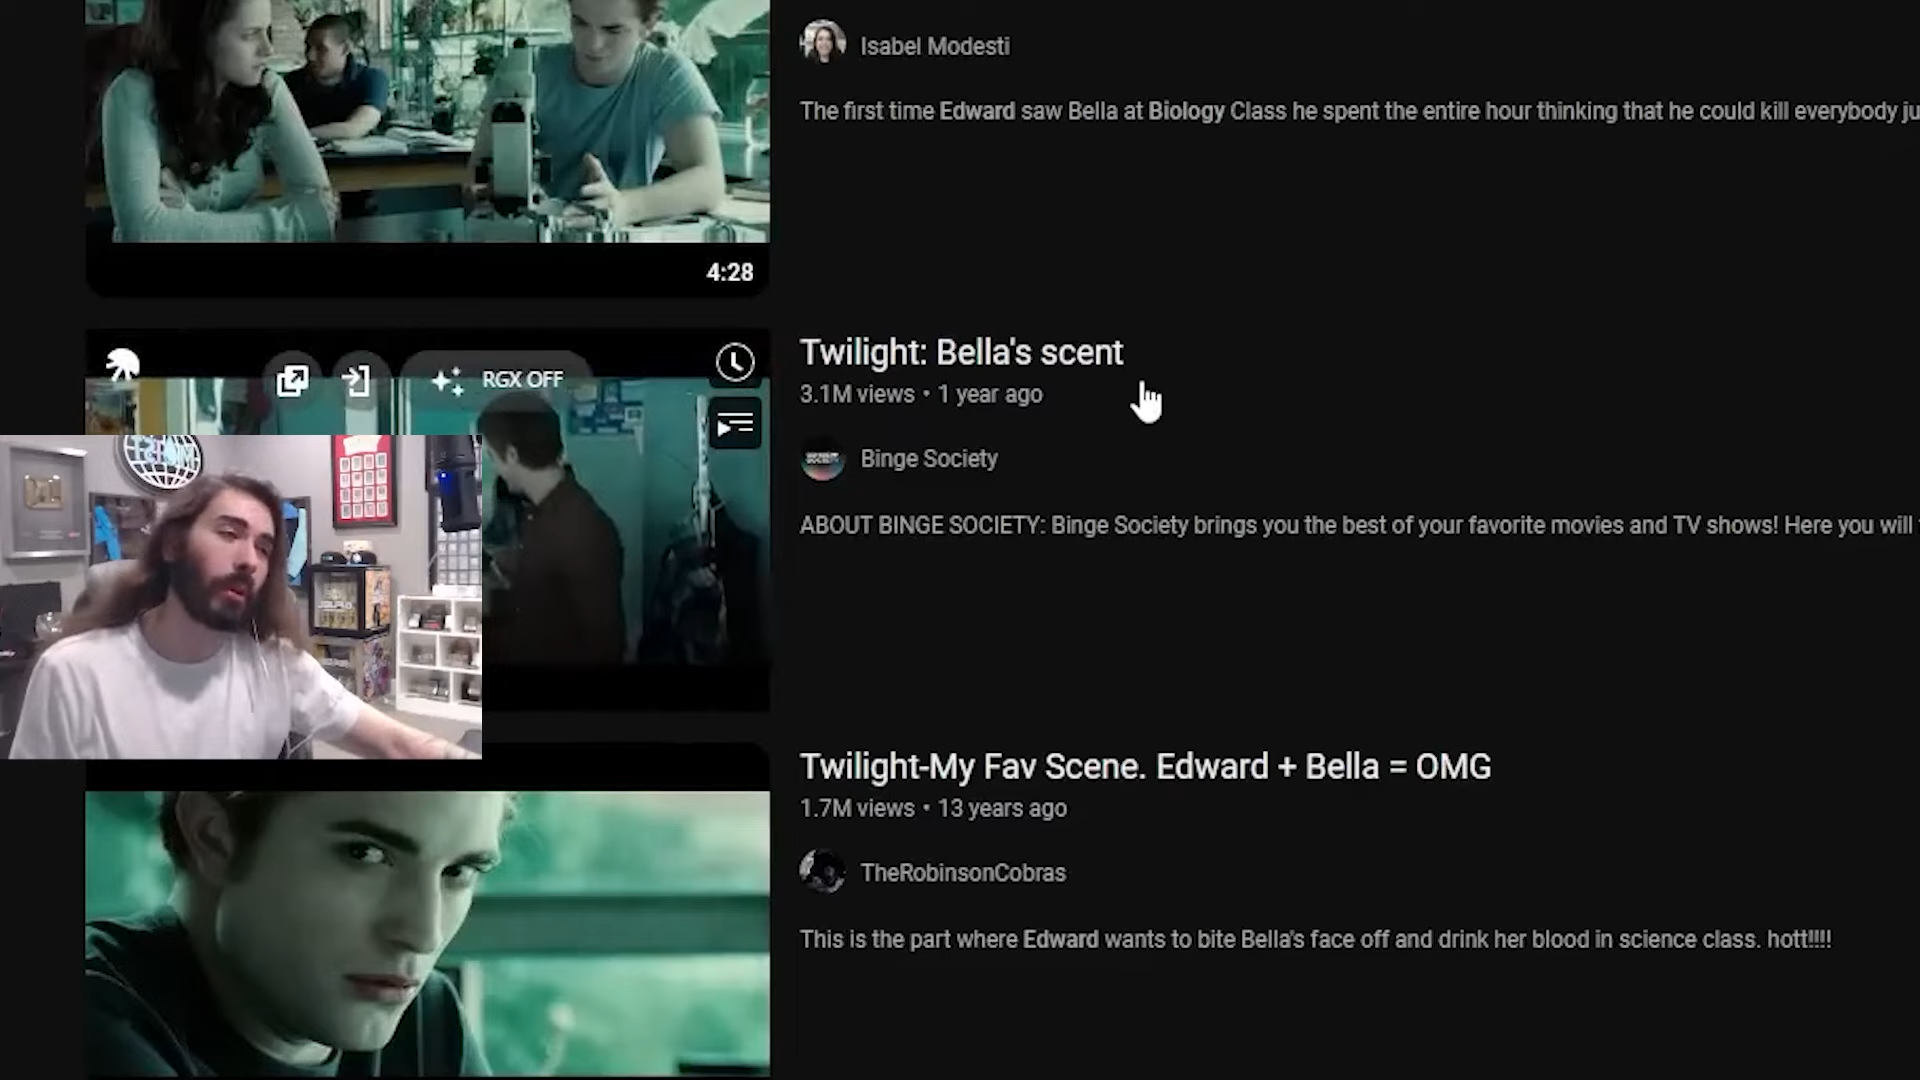 Isabel Modesti
The first time Edward saw Bella at Biology Class he spent the entire hour thinking that he could kill everybody ju
4:28
RGX OFF
Twilight: Bella's scent
3.1M views • 1 year ago
Binge Society
ABOUT BINGE SOCIETY: Binge Society brings you the best of your favorite movies and TV shows! Here you will
Twilight-My Fav Scene. Edward + Bella = OMG
1.7M views • 13 years ago
TheRobinsonCobras
This is the part where Edward wants to bite Bella's face off and drink her blood in science class. hott!!!!